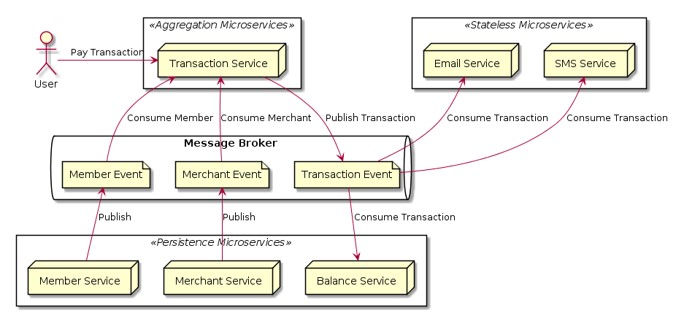 «Aggregation Microservices»
«Stateless Microservices»
Pay Transaction
Transaction Service
Email Service
SMS Service
User
Consume Member
Consume Merchant
Publish Transaction
Consume Transaction
Consume Transaction
Message Broker
Member Event
Merchant Event
Transaction Event
Publish
Publish
Consume Transaction
«Persistence Microservices»
Member Service
Merchant Service
Balance Service